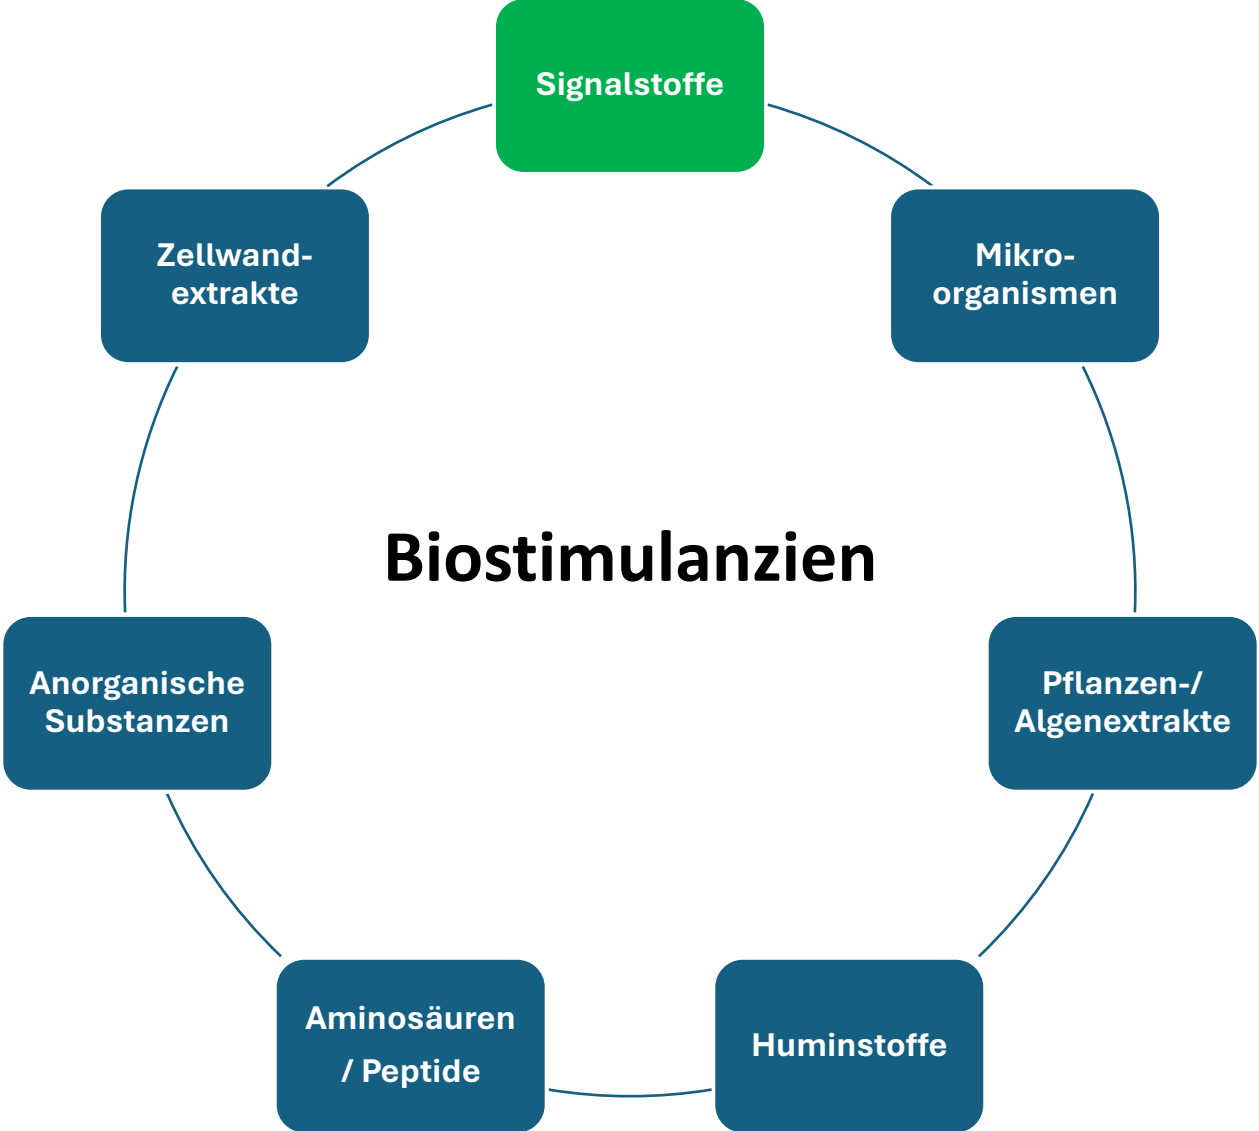 Signalstoffe
Zellwand-
extrakte
Mikro-
organismen
Biostimulanzien
Anorganische
Substanzen
Pflanzen-/
Algenextrakte
Aminosäuren
/ Peptide
Huminstoffe